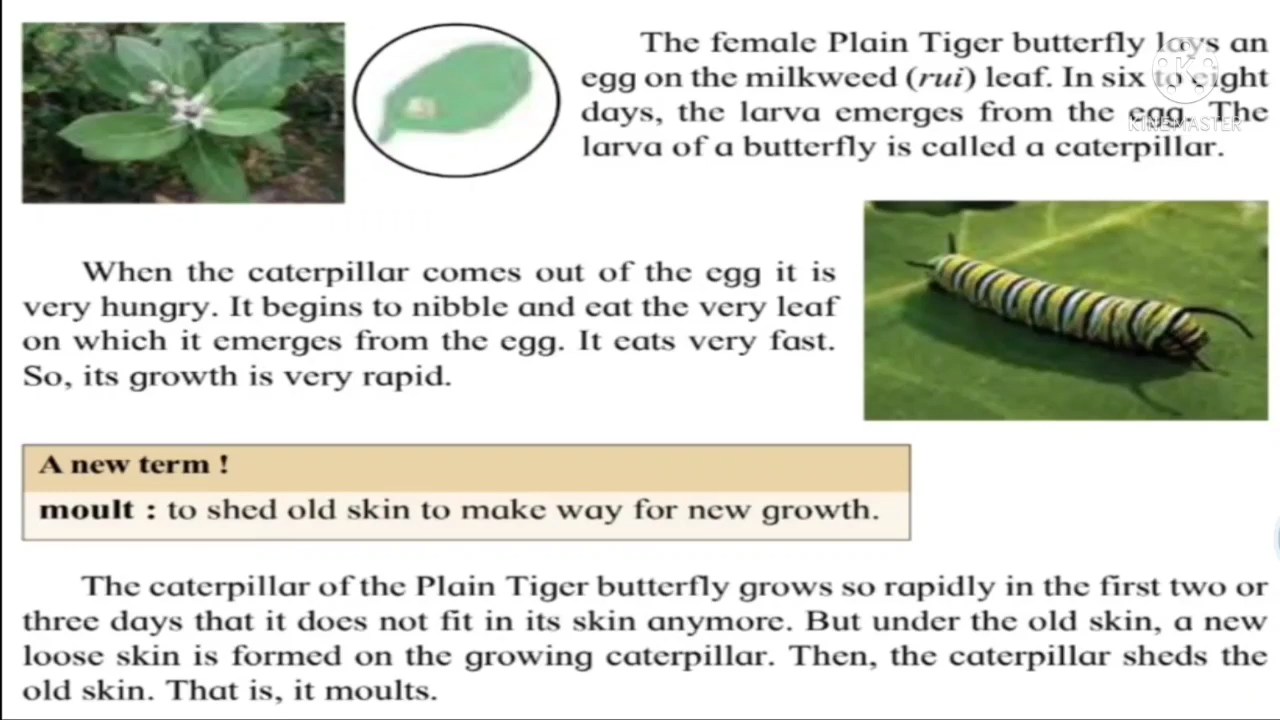 The female Plain Tiger butterfly lays an
egg on the milkweed (rui) leaf. In six to eight
days, the larva emerges from the egg. The
larva of a butterfly is called a caterpillar.
KINEMASTER
When the caterpillar comes out of the egg it is
very hungry. It begins to nibble and eat the very leaf
on which it emerges from the egg. It eats very fast.
So, its growth is very rapid.
A new term !
moult : to shed old skin to make way for new growth.
The caterpillar of the Plain Tiger butterfly grows so rapidly in the first two or
three days that it does not fit in its skin anymore. But under the old skin, a new
loose skin is formed on the growing caterpillar. Then, the caterpillar sheds the
old skin. That is, it moults.